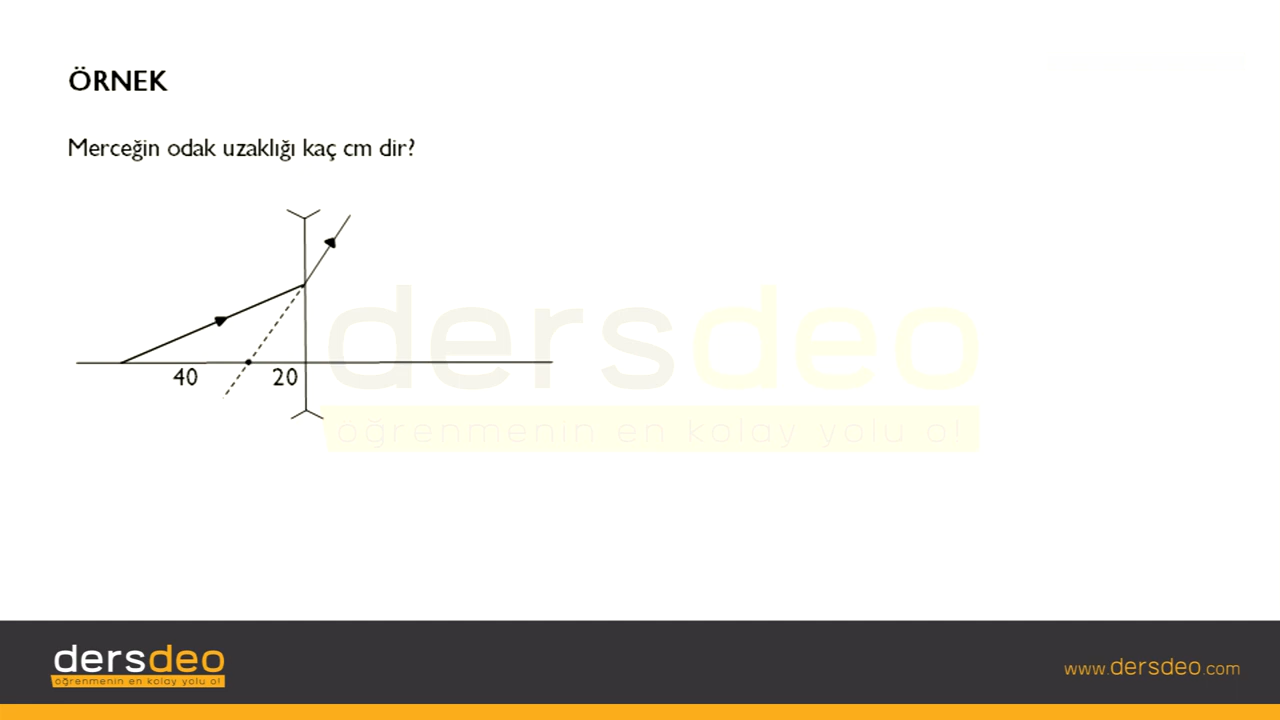 ÖRNEK
Merceğin odak uzaklığı kaç cm dir?
40 20
dersdeo
öğrenmenin en kolay yolu o!
dersdeo
öğrenmenin en kolay yolu o!
www.dersdeo.com